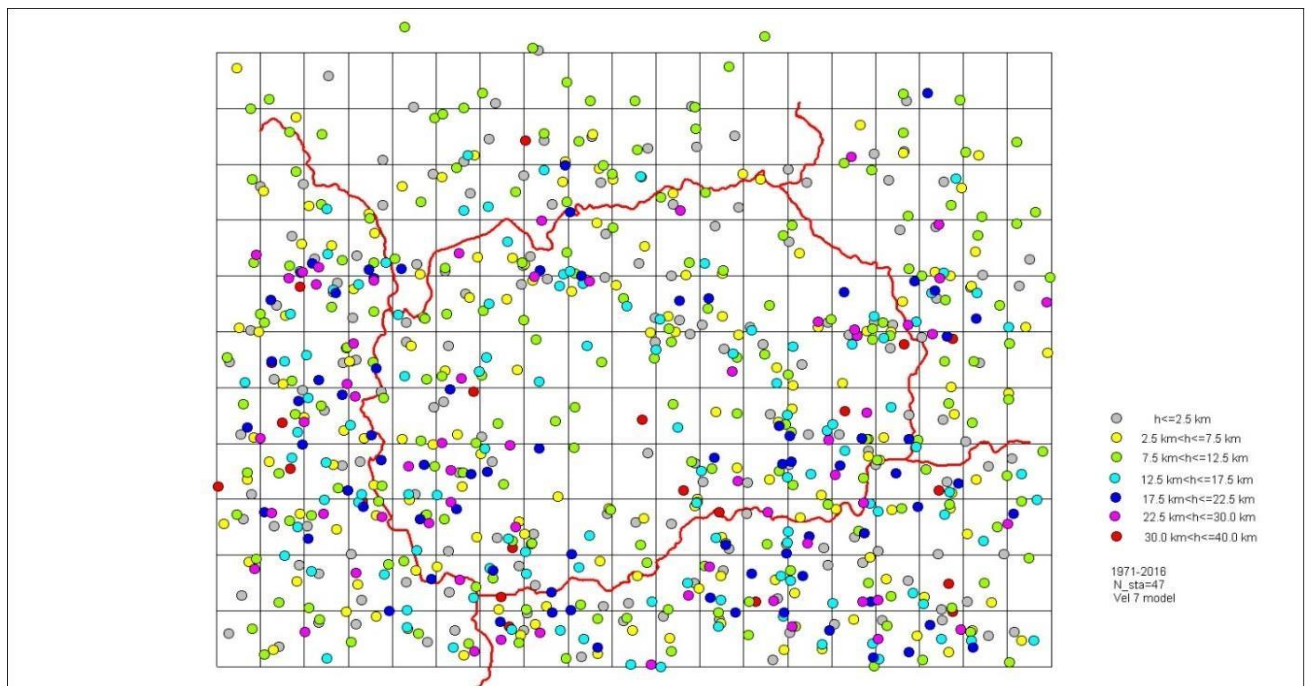 h<=2.5 km
2.5 km<h<=7.5 km
7.5 km<h<=12.5 km
12.5 km<h<=17.5 km
17.5 km<h<=22.5 km
22.5 km<h<=30.0 km
30.0 km<h<=40.0 km
1971-2016
N_sta=47
Vel 7 model